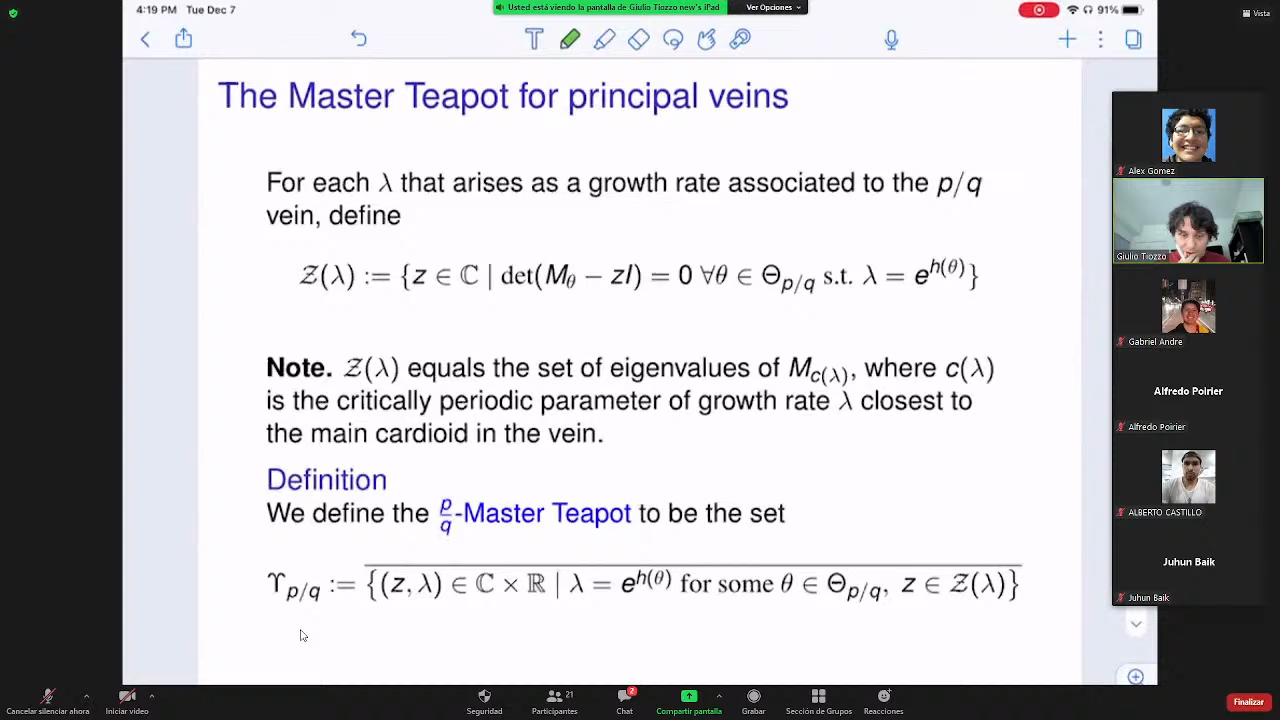 4:19 PM Tue Dec 7
Usted está viendo la pantalla de Giulio Tiozzo new's iPad
Ver Opciones
91%
Vista
The Master Teapot for principal veins
For each λ that arises as a growth rate associated to the p/q
vein, define
𝒵(λ) := {z ∈ ℂ | det(M_θ − zI) = 0 ∀θ ∈ Θ_{p/q} s.t. λ = e^{h(θ)}}
Note. 𝒵(λ) equals the set of eigenvalues of M_{c(λ)}, where c(λ)
is the critically periodic parameter of growth rate λ closest to
the main cardioid in the vein.
Definition
We define the p/q-Master Teapot to be the set
ϒ_{p/q} := \overline{{(z, λ) ∈ ℂ × ℝ | λ = e^{h(θ)} for some θ ∈ Θ_{p/q}, z ∈ 𝒵(λ)}}
Alex Gomez
Giulio Tiozzo
Gabriel Andre
Alfredo Poirier
Alfredo Poirier
ALBERTO CASTILLO
Juhun Baik
Juhun Baik
Cancelar silenciar ahora
Iniciar video
Seguridad
21
Participantes
2
Chat
Compartir pantalla
Grabar
Sección de Grupos
Reacciones
Finalizar